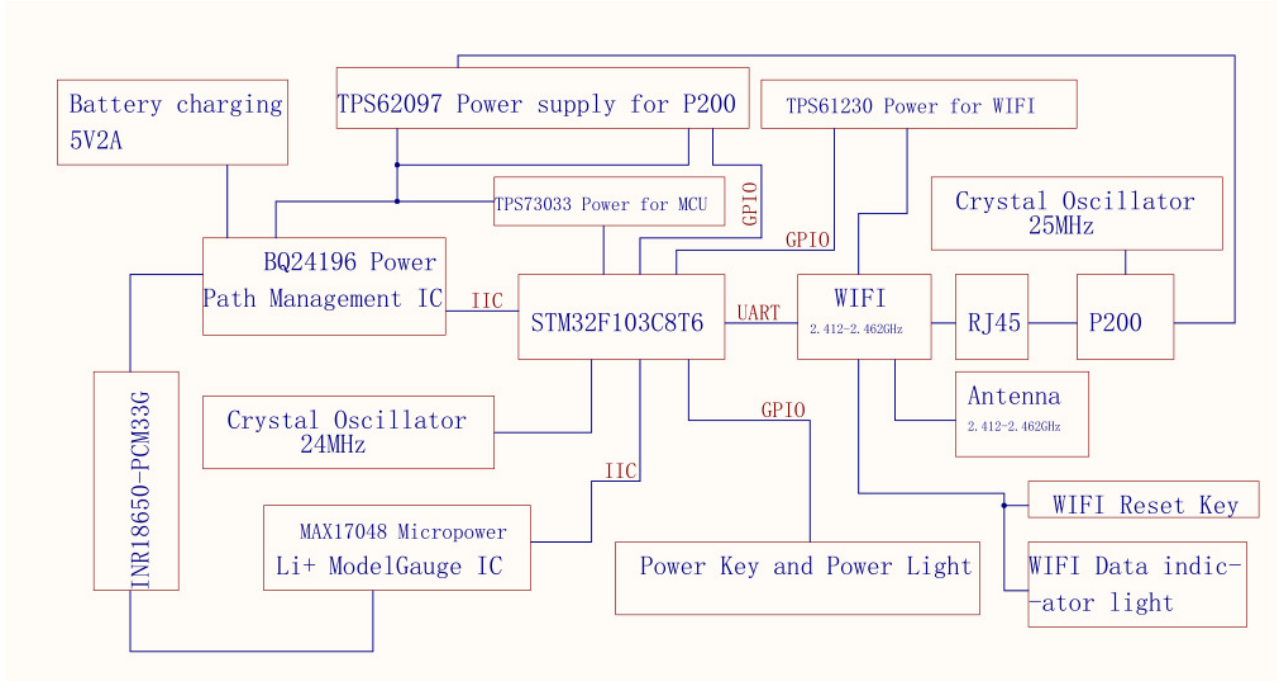 Battery charging
5V2A
TPS62097 Power supply for P200
TPS61230 Power for WIFI
TPS73033 Power for MCU
GPIO
GPIO
Crystal Oscillator
25MHz
BQ24196 Power
Path Management IC
IIC
STM32F103C8T6
UART
WIFI
2.412-2.462GHz
RJ45
P200
INR18650-PCM33G
Crystal Oscillator
24MHz
GPIO
Antenna
2.412-2.462GHz
IIC
MAX17048 Micropower
Li+ ModelGauge IC
Power Key and Power Light
WIFI Reset Key
WIFI Data indic-
-ator light